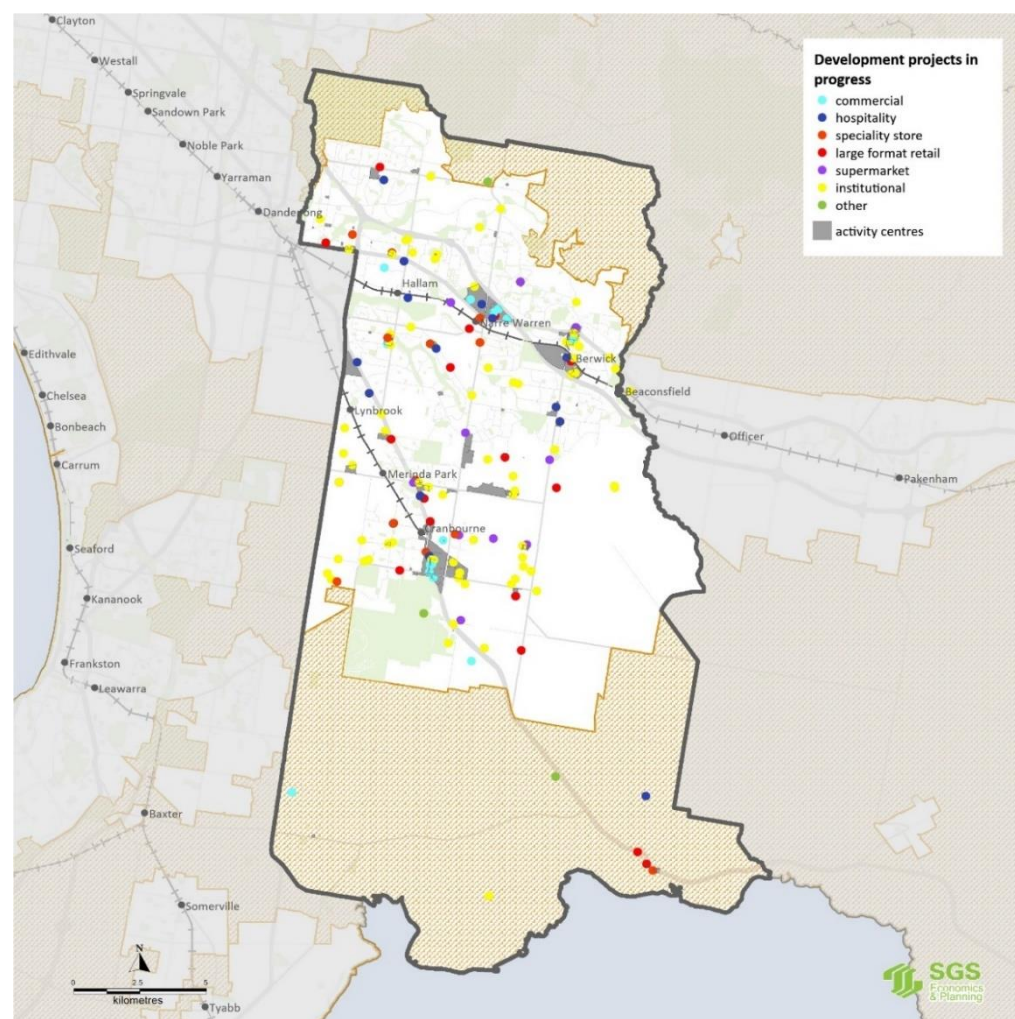 Clayton
Westall
Springvale
Sandown Park
Noble Park
Yarraman
Dandenong
Hallam
Narre Warren
Berwick
Beaconsfield
Officer
Pakenham
Edithvale
Chelsea
Bonbeach
Carrum
Lynbrook
Merinda Park
Cranbourne
Seaford
Kananook
Frankston
Leawarra
Baxter
Somerville
Tyabb
Development projects in
progress
commercial
hospitality
speciality store
large format retail
supermarket
institutional
other
activity centres
N
0 2.5 5
kilometres
SGS
Economics
& Planning